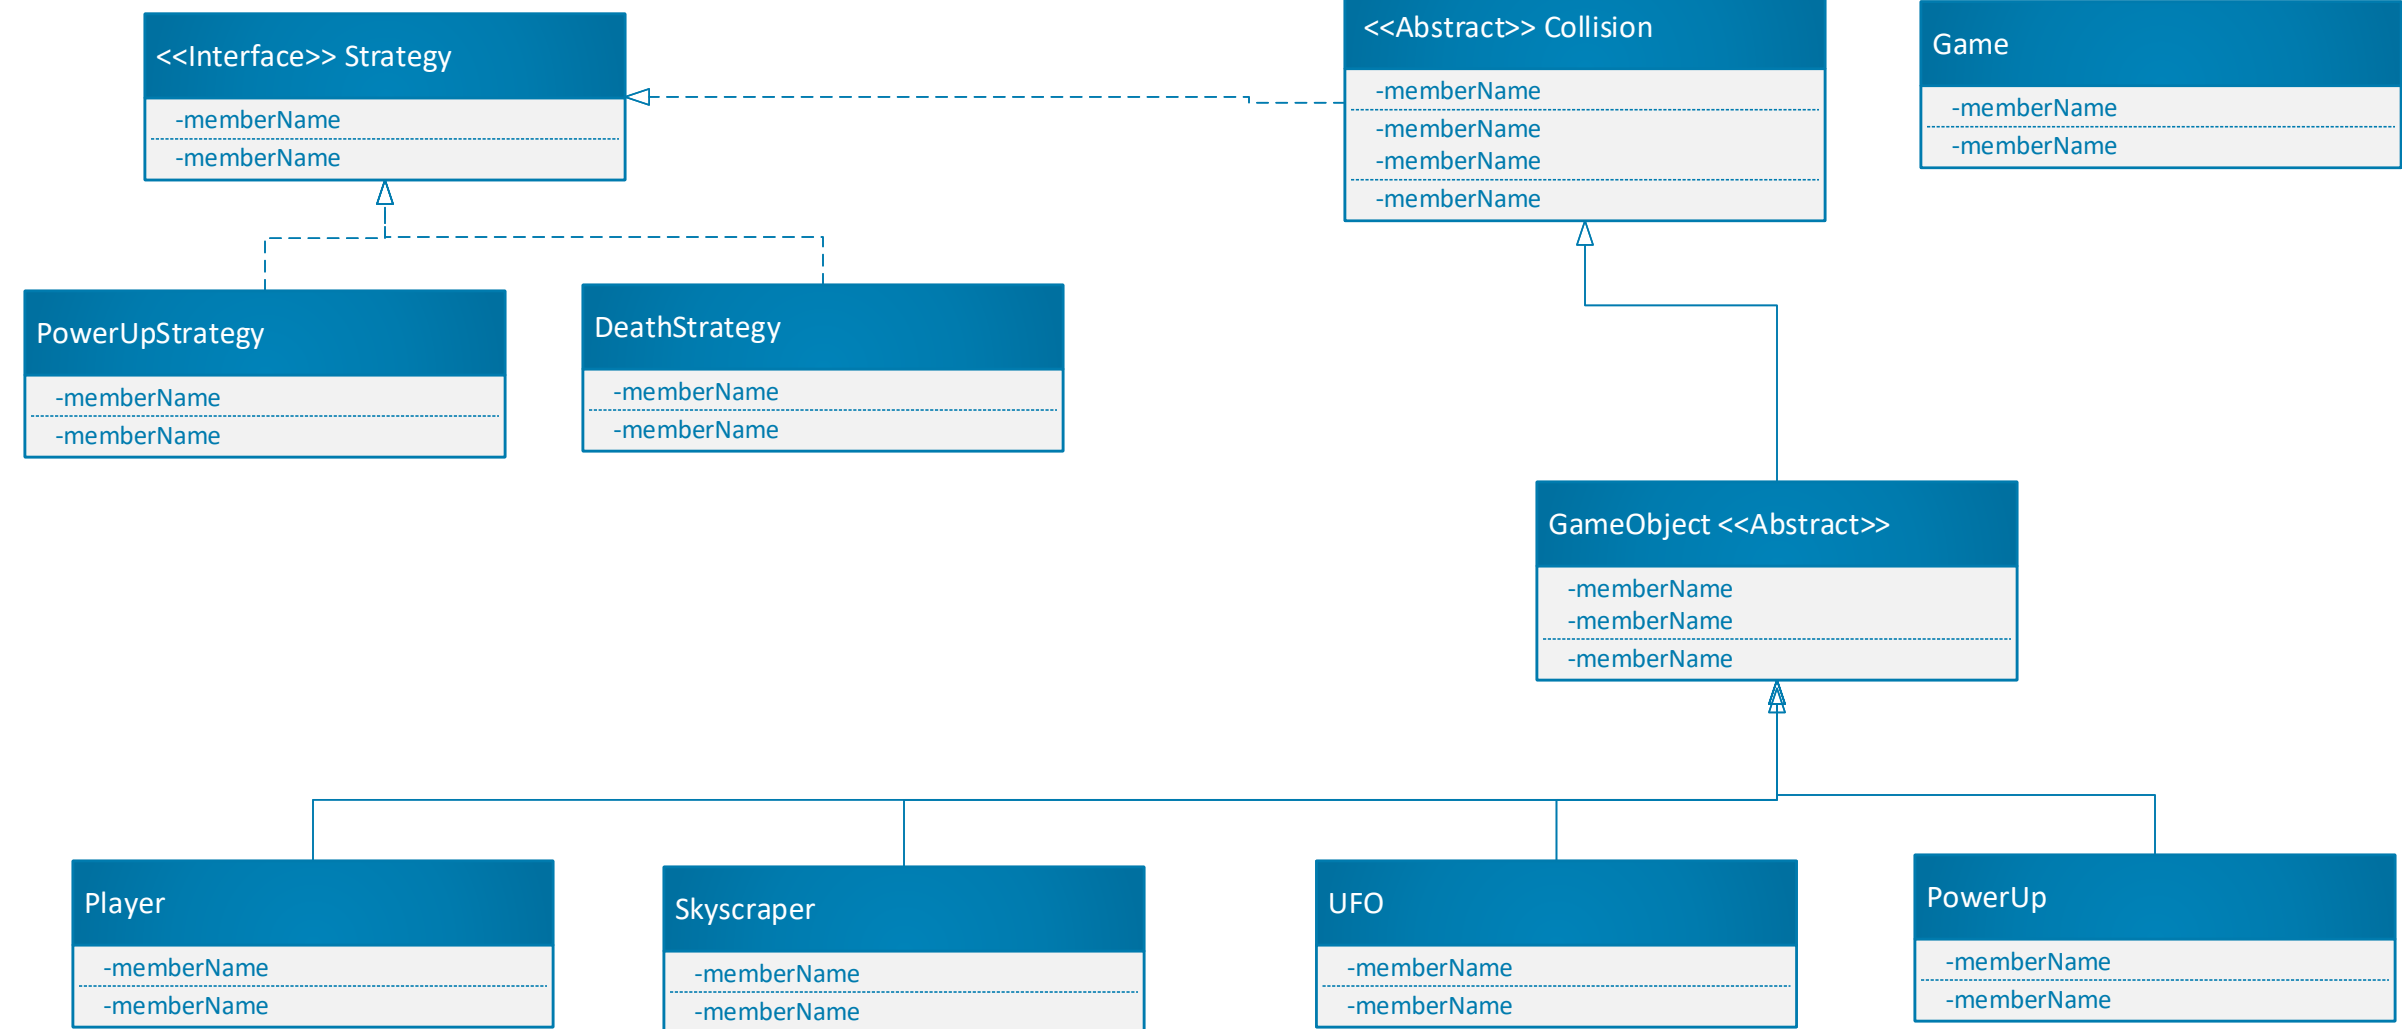 <<Interface>> Strategy
-memberName
-memberName
<<Abstract>> Collision
-memberName
-memberName
-memberName
-memberName
Game
-memberName
-memberName
PowerUpStrategy
-memberName
-memberName
DeathStrategy
-memberName
-memberName
GameObject <<Abstract>>
-memberName
-memberName
-memberName
Player
-memberName
-memberName
Skyscraper
-memberName
-memberName
UFO
-memberName
-memberName
PowerUp
-memberName
-memberName